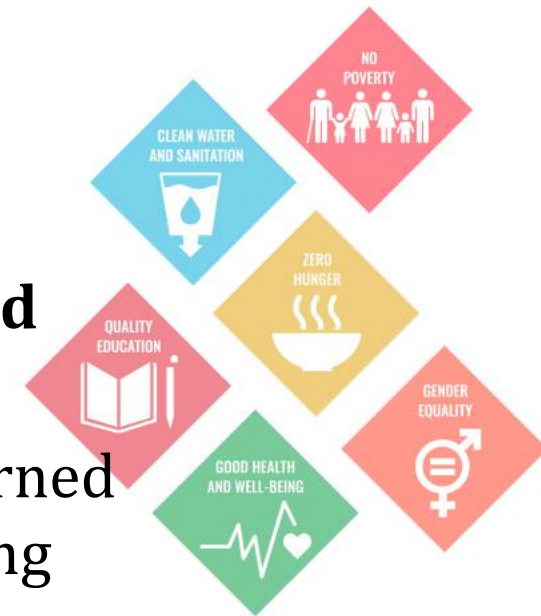 NO
POVERTY
CLEAN WATER
AND SANITATION
ZERO
HUNGER
d
QUALITY
EDUCATION
GENDER
EQUALITY
rned
GOOD HEALTH
AND WELL-BEING
ng